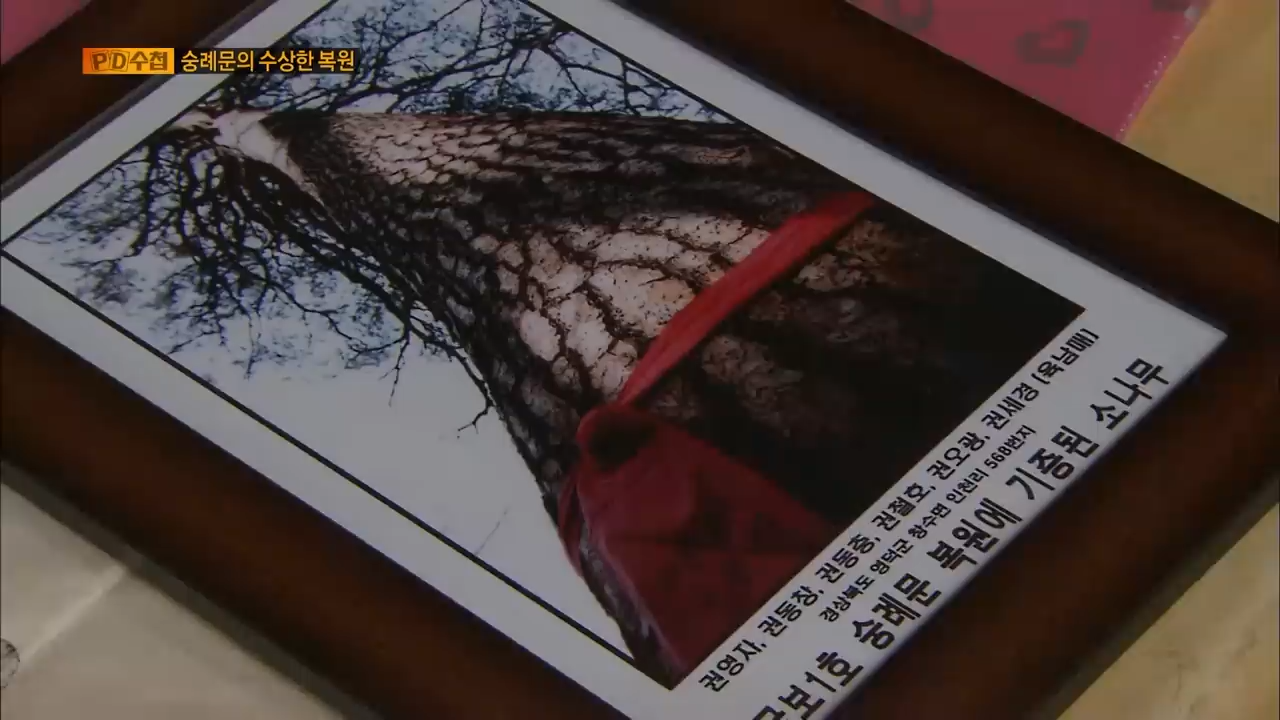 PD수첩 숭례문의 수상한 복원
권영자, 권동창, 권동충, 권철호, 권오광, 권세경 (육남매)
경상북도 영덕군 창수면 인천리 568번지
국보1호 숭례문 복원에 기증된 소나무